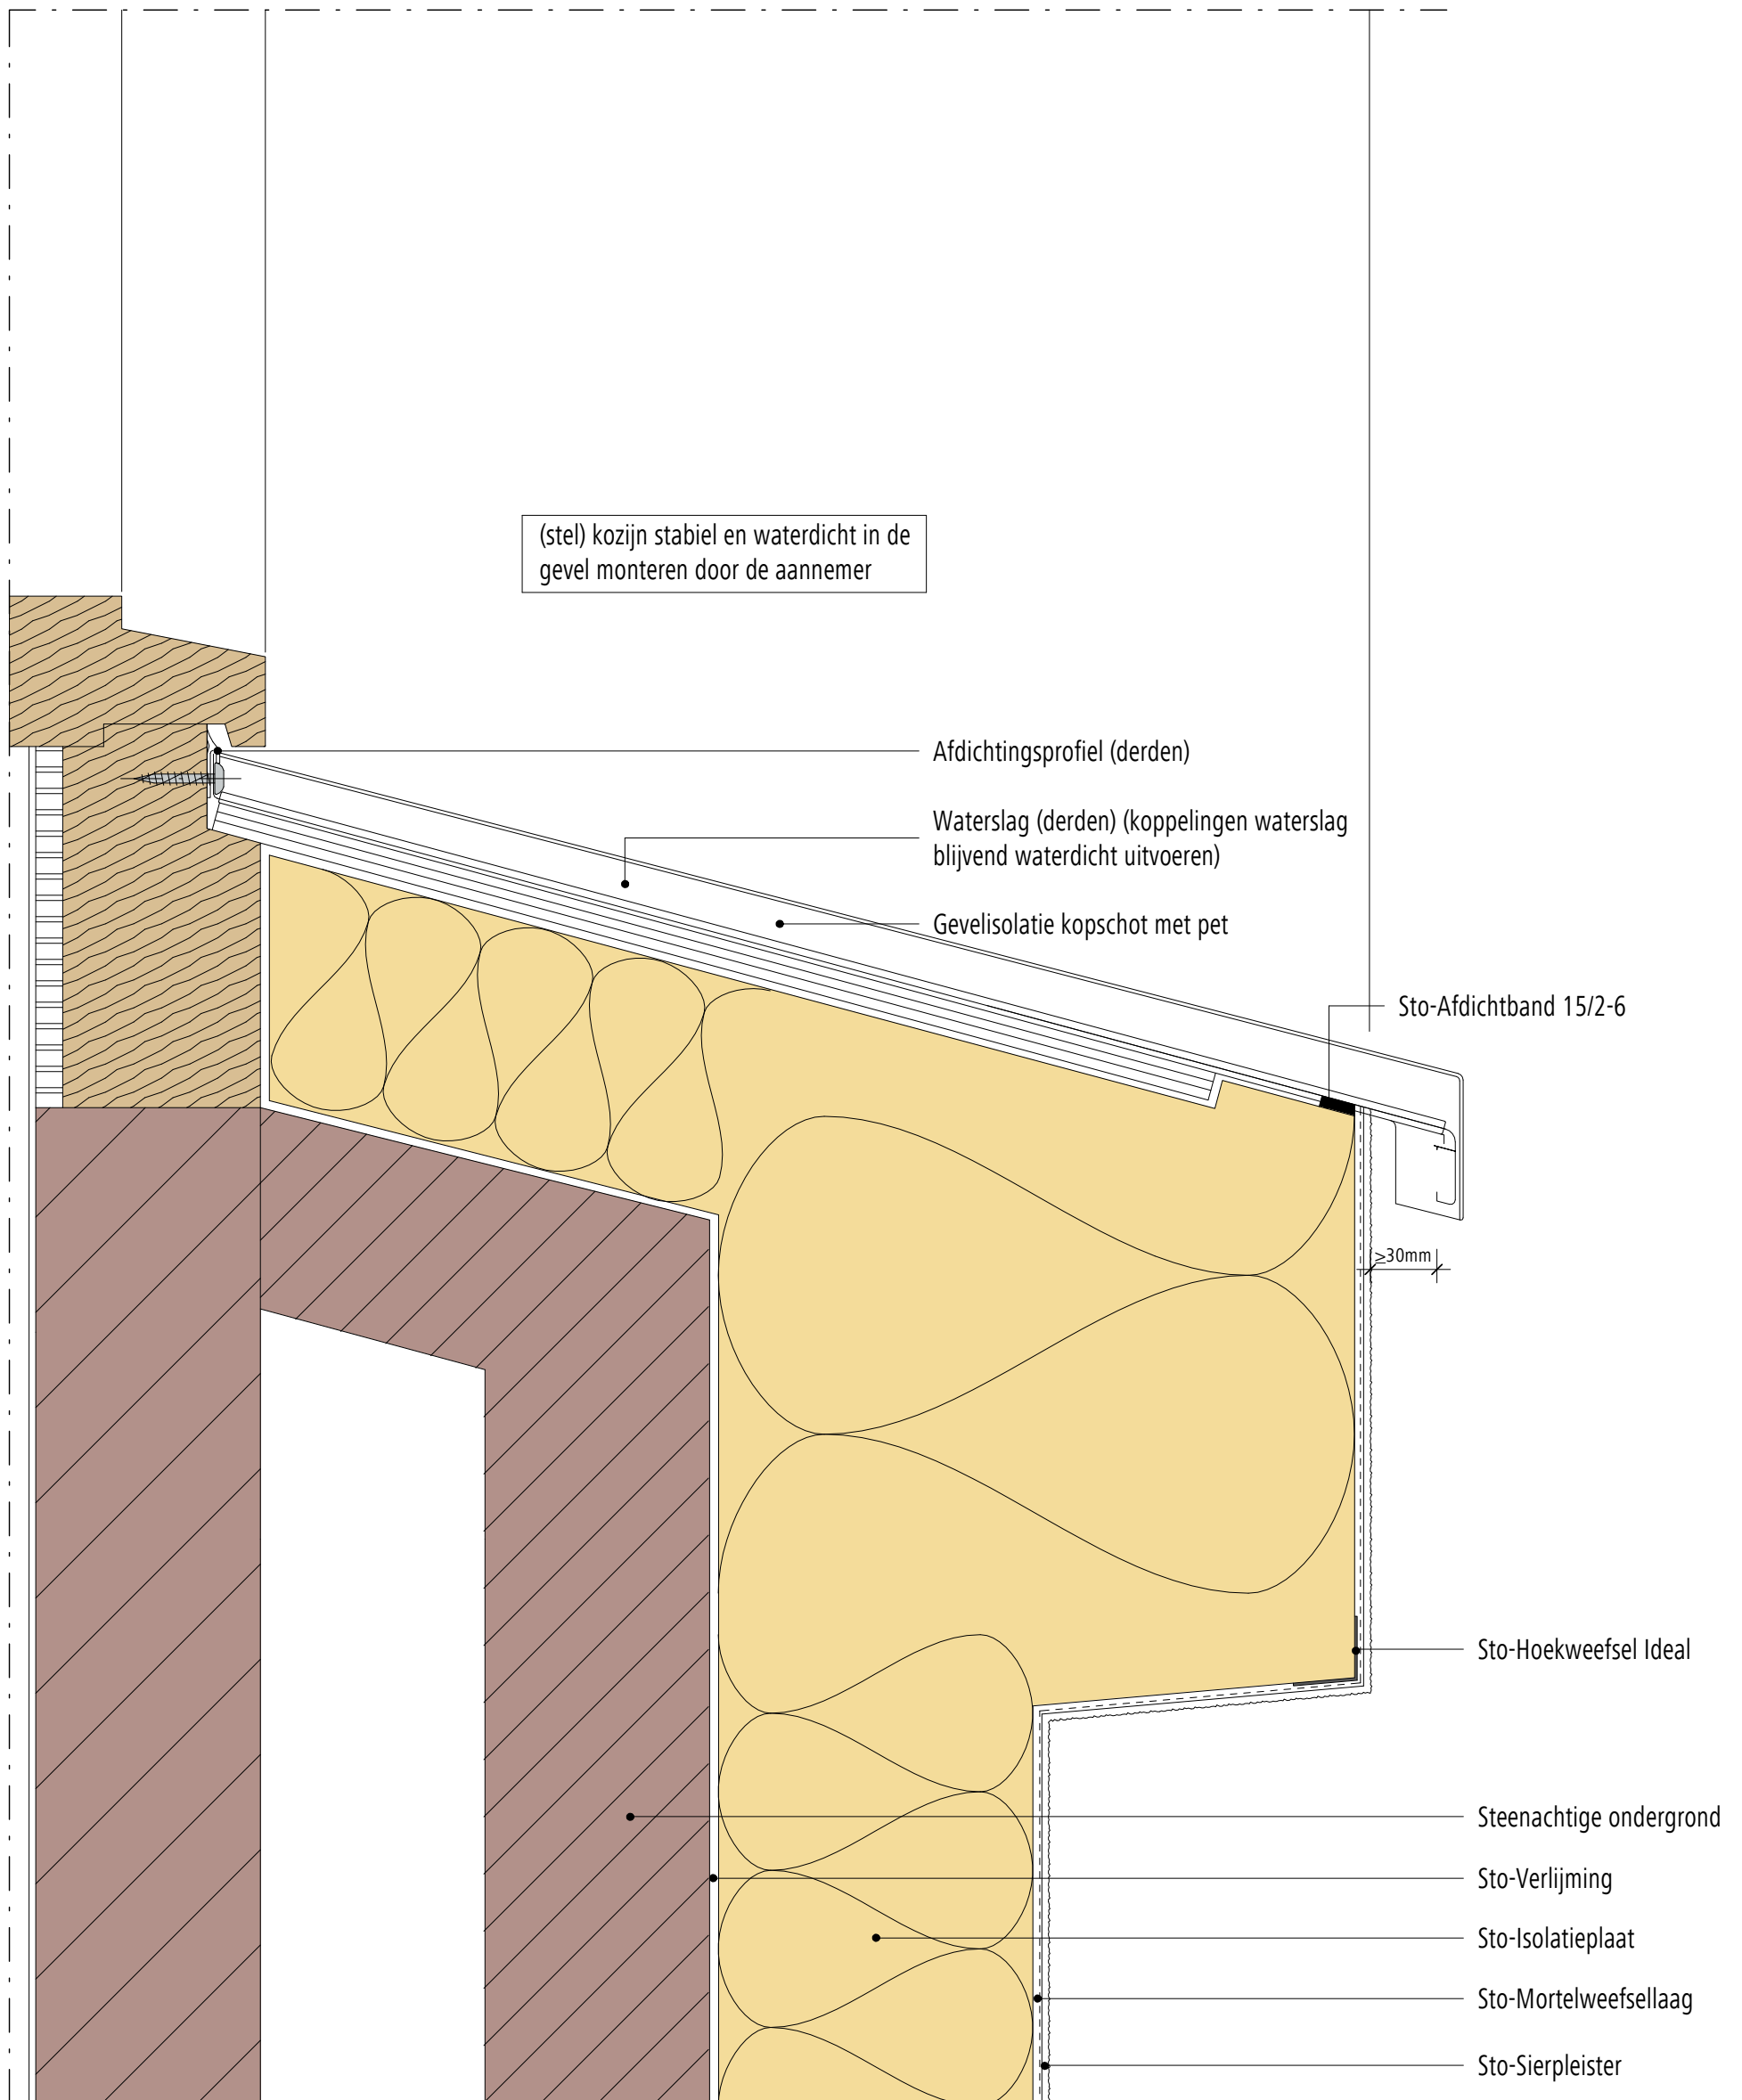 (stel) kozijn stabiel en waterdicht in de
gevel monteren door de aannemer
Afdichtingsprofiel (derden)
Waterslag (derden) (koppelingen waterslag
blijvend waterdicht uitvoeren)
Gevelisolatie kopschot met pet
Sto-Afdichtband 15/2-6
≥30mm
Sto-Hoekweefsel Ideal
Steenachtige ondergrond
Sto-Verlijming
Sto-Isolatieplaat
Sto-Mortelweefsellaag
Sto-Sierpleister